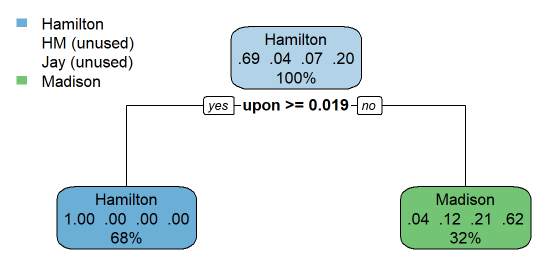 Hamilton
HM (unused)
Jay (unused)
Madison
Hamilton
.69 .04 .07 .20
100%
yes upon >= 0.019 no
Hamilton
1.00 .00 .00 .00
68%
Madison
.04 .12 .21 .62
32%